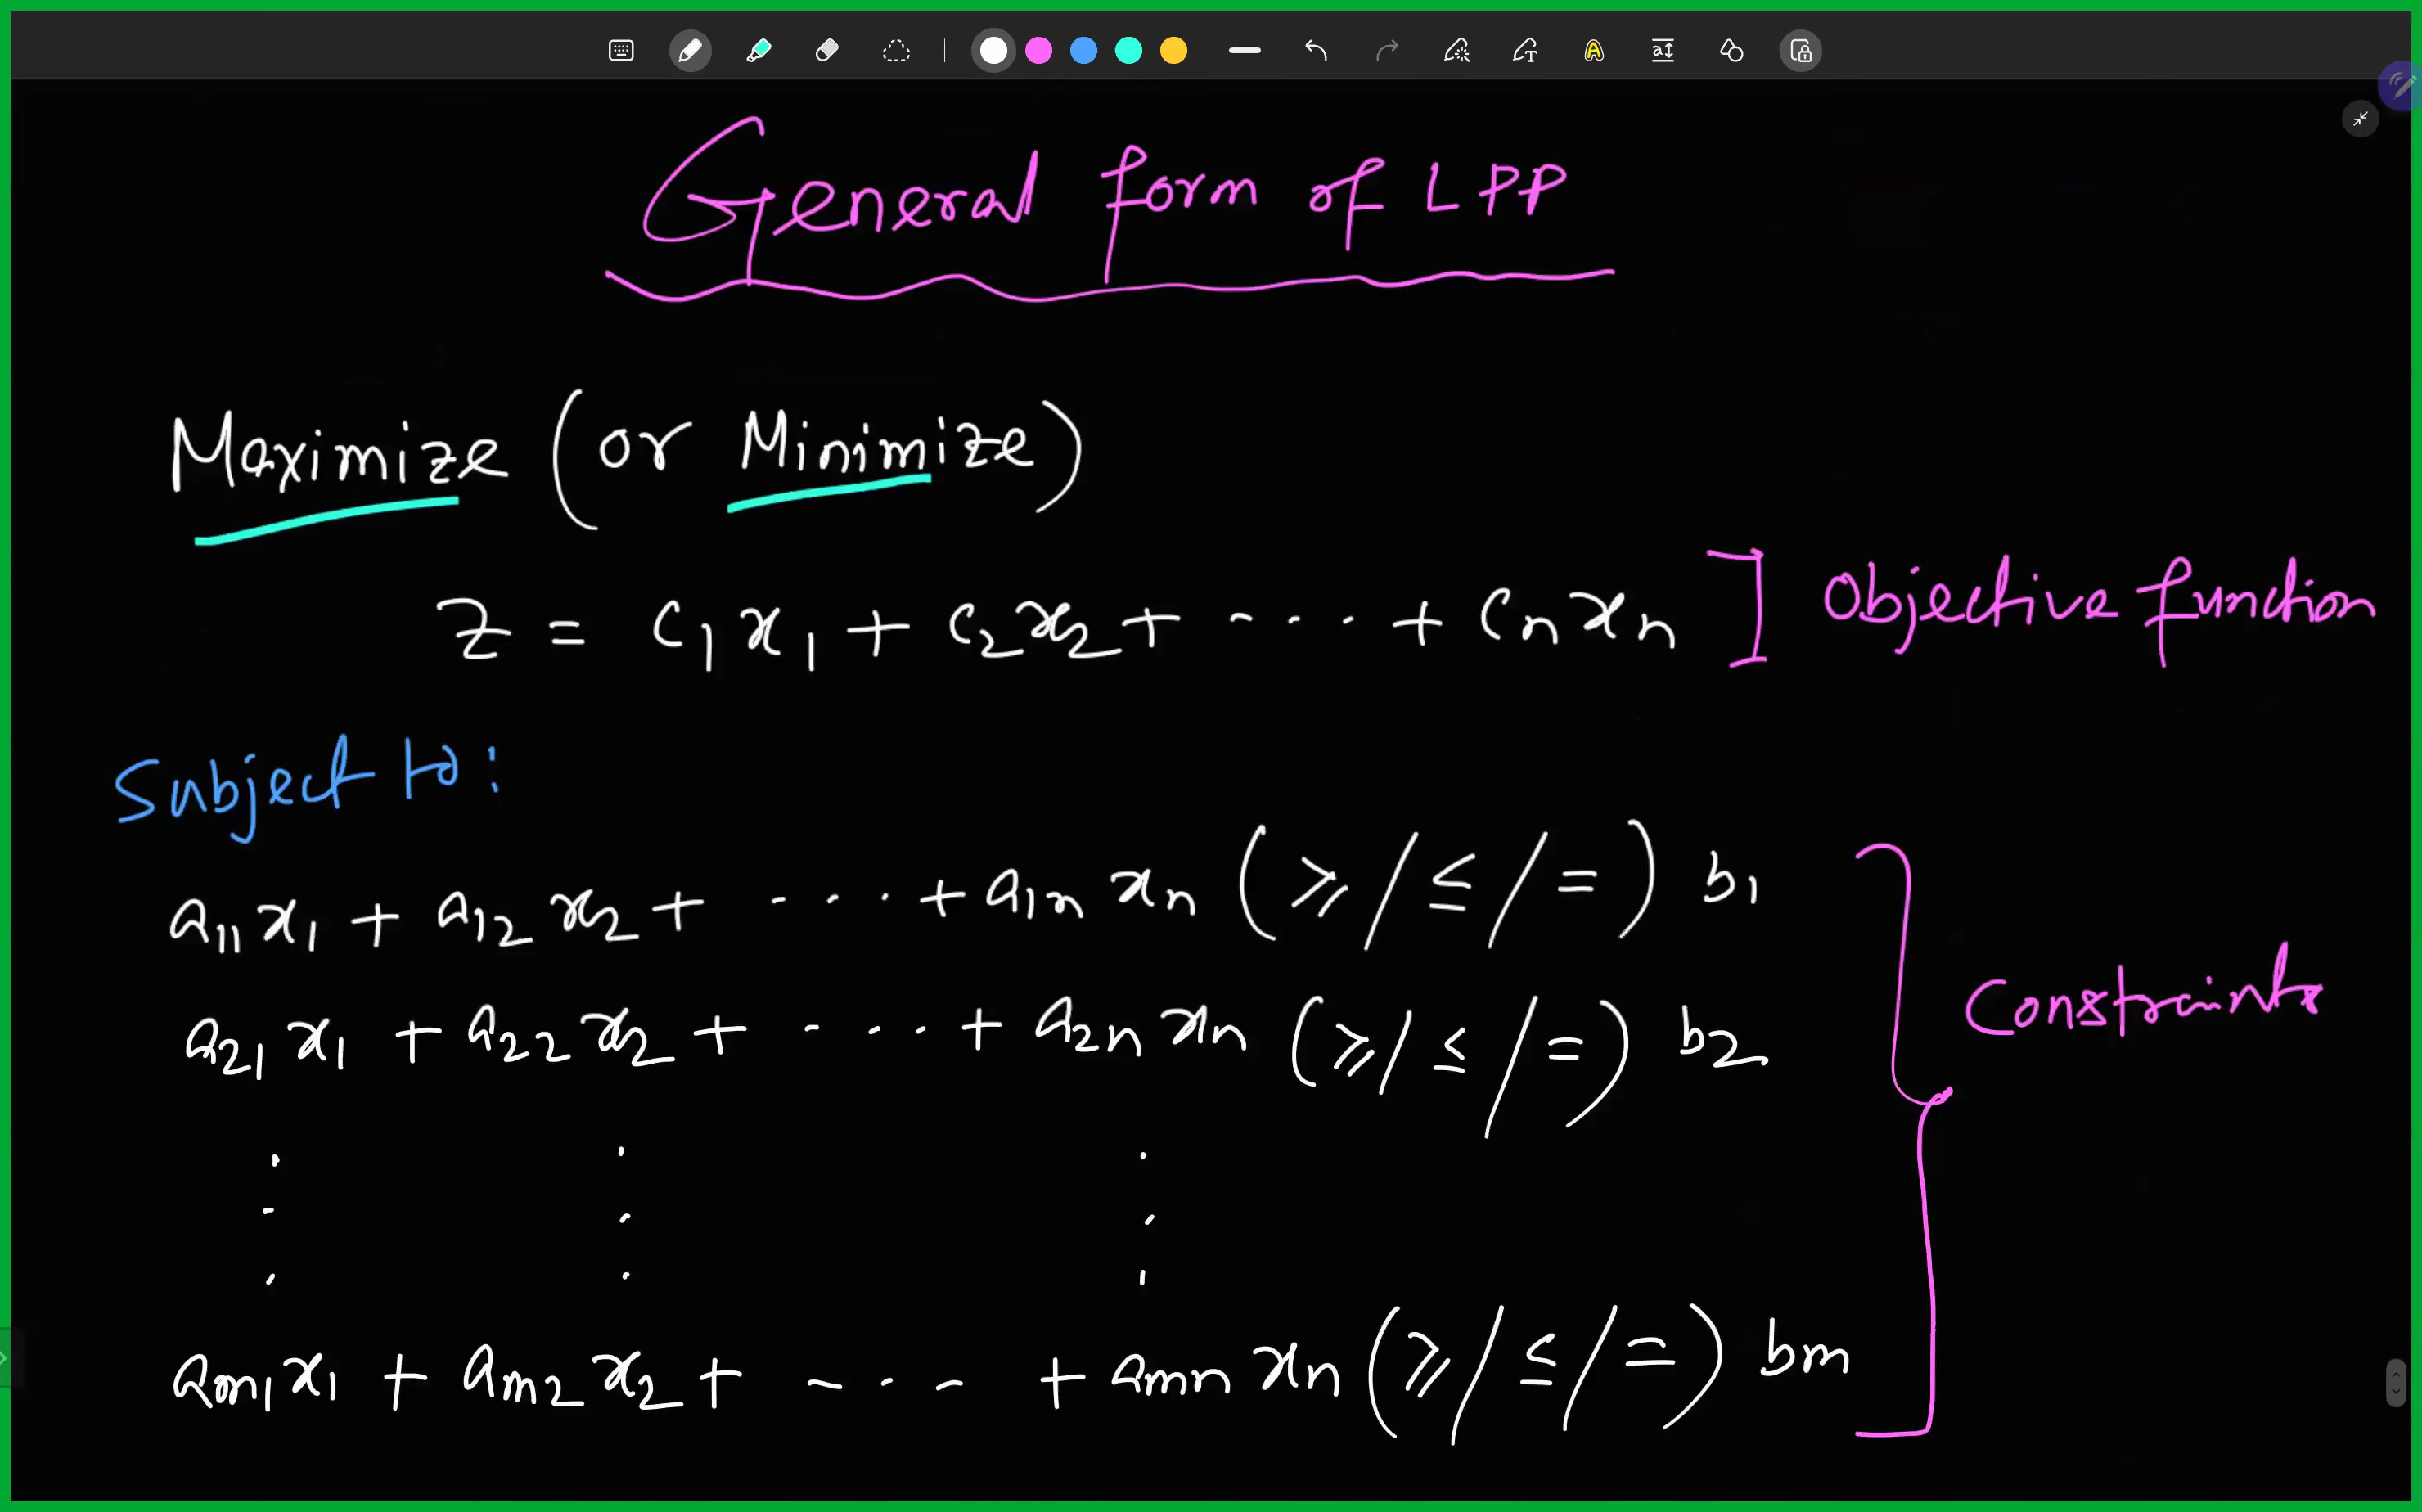 General form of LPP
Maximize (or Minimize)
Z = C₁x₁ + C₂x₂ + ---- + Cₙxₙ ] Objective function
Subject to:
a₁₁x₁ + a₁₂x₂ + ---- + a₁ₙxₙ (≥/≤/=) b₁
a₂₁x₁ + a₂₂x₂ + ---- + a₂ₙxₙ (≥/≤/=) b₂
Constraints
aₘ₁x₁ + aₘ₂x₂ + ---- + aₘₙxₙ (≥/≤/=) bₘ